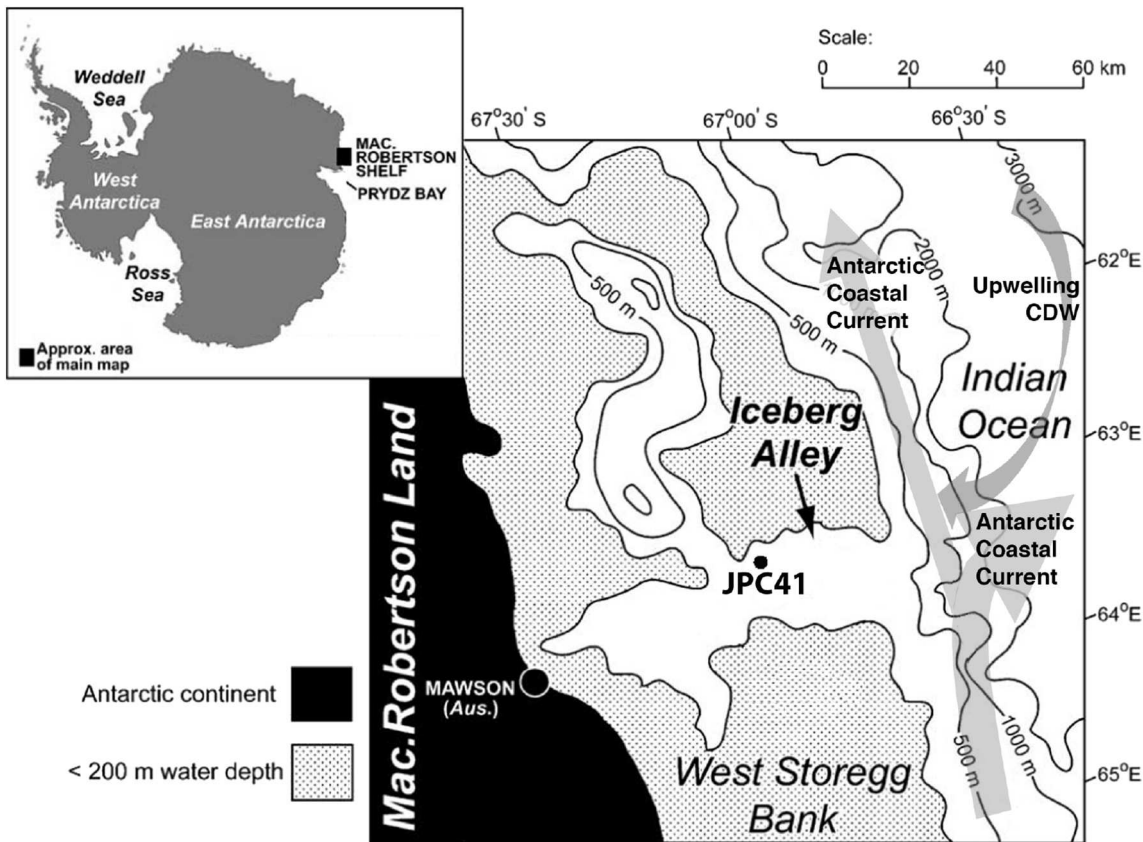 Weddell
Sea
MAC.
ROBERTSON
SHELF
PRYDZ BAY
West
Antarctica
East Antarctica
Ross
Sea
Approx. area
of main map
Scale:
0 20 40 60 km
67°30' S 67°00' S 66°30' S
3000 m
2000 m
62°E
Antarctic
Coastal
Current
Upwelling
CDW
500 m
500 m
Indian
Ocean
Iceberg
Alley
63°E
Antarctic
Coastal
Current
JPC41
64°E
Mac.Robertson Land
Antarctic continent
MAWSON
(Aus.)
< 200 m water depth
West Storegg
Bank
500 m
1000 m
65°E